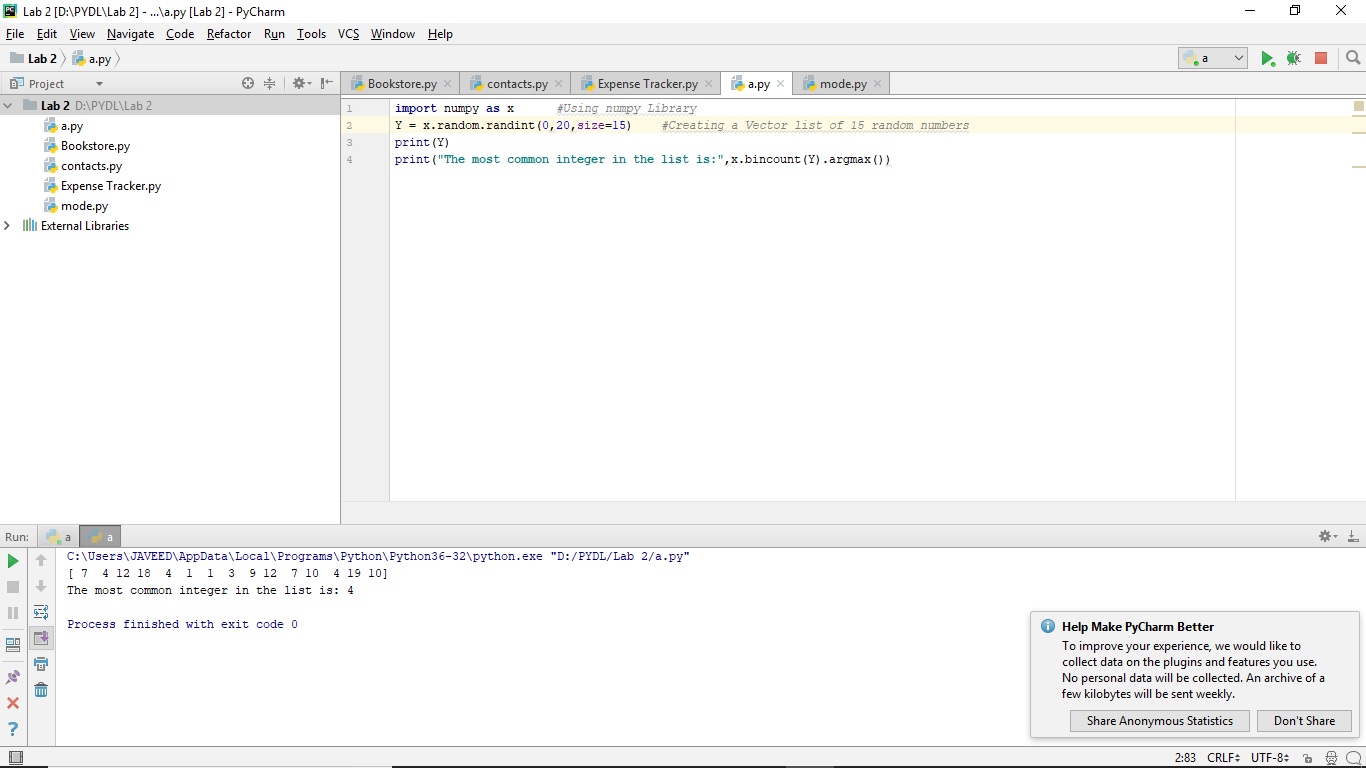 Lab 2 [D:\PYDL\Lab 2] - ...\a.py [Lab 2] - PyCharm
File Edit View Navigate Code Refactor Run Tools VCS Window Help
Lab 2 a.py
a
Project
Bookstore.py contacts.py Expense Tracker.py a.py mode.py
Lab 2 D:\PYDL\Lab 2
a.py
Bookstore.py
contacts.py
Expense Tracker.py
mode.py
External Libraries
1 import numpy as x #Using numpy Library
2 Y = x.random.randint(0,20,size=15) #Creating a Vector list of 15 random numbers
3 print(Y)
4 print("The most common integer in the list is:",x.bincount(Y).argmax())
Run: a a
C:\Users\JAVEED\AppData\Local\Programs\Python\Python36-32\python.exe "D:/PYDL/Lab 2/a.py"
[ 7 4 12 18 4 1 1 3 9 12 7 10 4 19 10]
The most common integer in the list is: 4
Process finished with exit code 0
Help Make PyCharm Better
To improve your experience, we would like to
collect data on the plugins and features you use.
No personal data will be collected. An archive of a
few kilobytes will be sent weekly.
Share Anonymous Statistics Don't Share
2:83 CRLF UTF-8